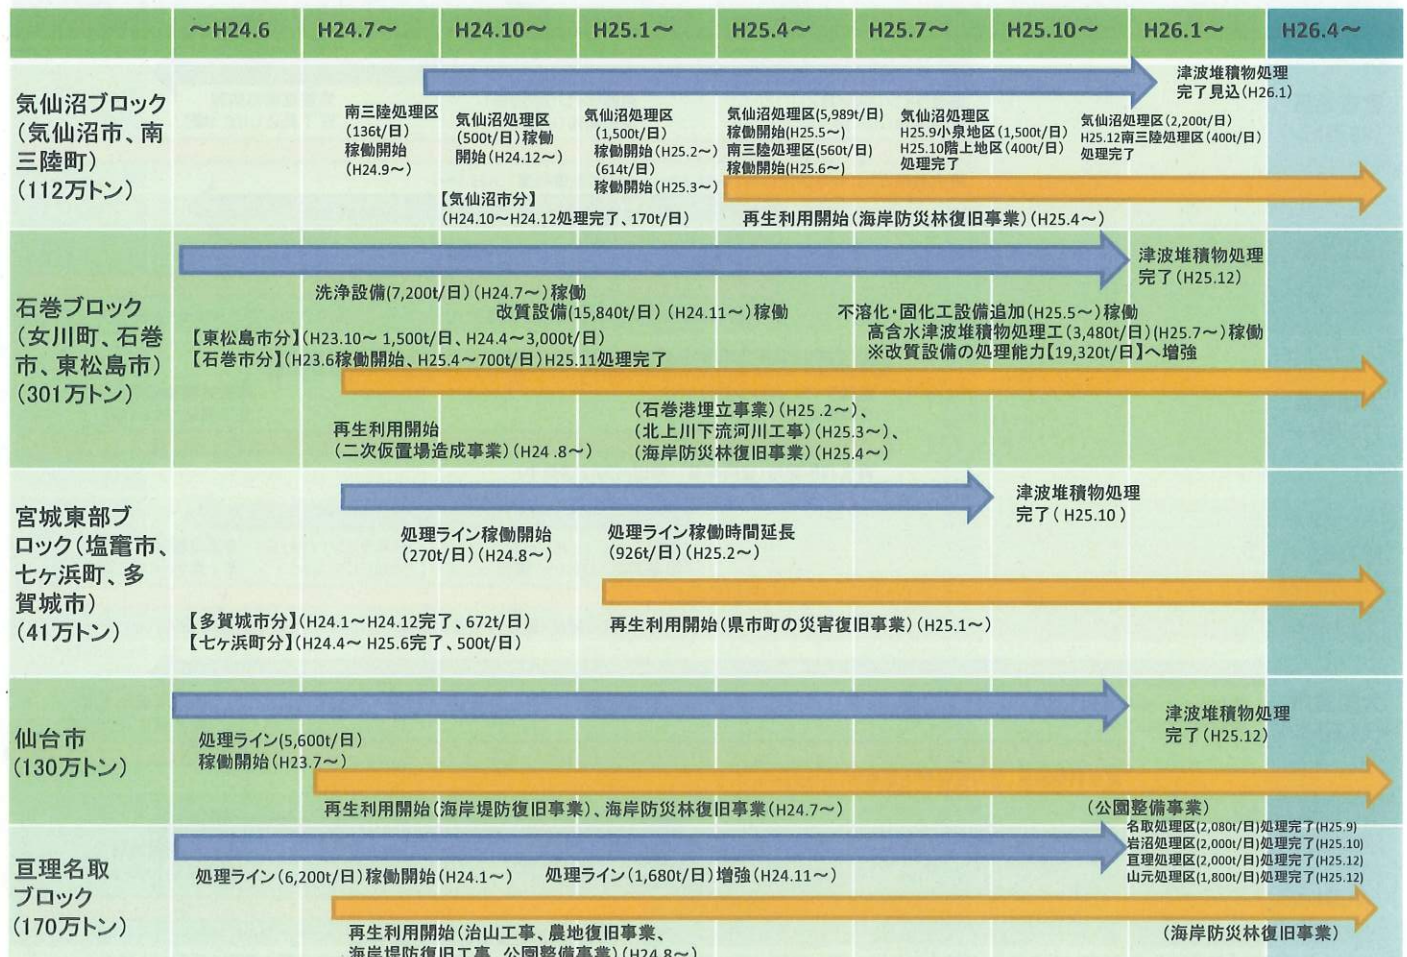 ～H24.6
H24.7～
H24.10～
H25.1～
H25.4～
H25.7～
H25.10～
H26.1～
H26.4～
気仙沼ブロック
（気仙沼市、南
三陸町）
（112万トン）
津波堆積物処理
完了見込（H26.1）
南三陸処理区
（136t/日）
稼働開始
（H24.9～）
気仙沼処理区
（500t/日）稼働
開始（H24.12～）
気仙沼処理区
（1,500t/日）
稼働開始（H25.2～）
（614t/日）
稼働開始（H25.3～）
気仙沼処理区（5,989t/日）
稼働開始（H25.5～）
南三陸処理区（560t/日）
稼働開始（H25.6～）
気仙沼処理区
H25.9小泉地区（1,500t/日）
H25.10階上地区（400t/日）
処理完了
気仙沼処理区（2,200t/日）
H25.12南三陸処理区（400t/日）
処理完了
【気仙沼市分】
（H24.10～H24.12処理完了、170t/日）
再生利用開始（海岸防災林復旧事業）（H25.4～）
石巻ブロック
（女川町、石巻
市、東松島市）
（301万トン）
津波堆積物処理
完了（H25.12）
洗浄設備（7,200t/日）（H24.7～）稼働
改質設備（15,840t/日）（H24.11～）稼働
不溶化・固化工設備追加（H25.5～）稼働
高含水津波堆積物処理工（3,480t/日）（H25.7～）稼働
※改質設備の処理能力【19,320t/日】へ増強
【東松島市分】（H23.10～1,500t/日、H24.4～3,000t/日）
【石巻市分】（H23.6稼働開始、H25.4～700t/日）H25.11処理完了
再生利用開始
（二次仮置場造成事業）（H24.8～）
（石巻港埋立事業）（H25.2～）、
（北上川下流河川工事）（H25.3～）、
（海岸防災林復旧事業）（H25.4～）
宮城東部ブ
ロック（塩竈市、
七ヶ浜町、多
賀城市）
（41万トン）
津波堆積物処理
完了（H25.10）
処理ライン稼働開始
（270t/日）（H24.8～）
処理ライン稼働時間延長
（926t/日）（H25.2～）
【多賀城市分】（H24.1～H24.12完了、672t/日）
【七ヶ浜町分】（H24.4～H25.6完了、500t/日）
再生利用開始（県市町の災害復旧事業）（H25.1～）
仙台市
（130万トン）
津波堆積物処理
完了（H25.12）
処理ライン（5,600t/日）
稼働開始（H23.7～）
再生利用開始（海岸堤防復旧事業）、海岸防災林復旧事業（H24.7～）
（公園整備事業）
亘理名取
ブロック
（170万トン）
名取処理区（2,080t/日）処理完了（H25.9）
岩沼処理区（2,000t/日）処理完了（H25.10）
亘理処理区（2,000t/日）処理完了（H25.12）
山元処理区（1,800t/日）処理完了（H25.12）
処理ライン（6,200t/日）稼働開始（H24.1～）
処理ライン（1,680t/日）増強（H24.11～）
再生利用開始（治山工事、農地復旧事業、
海岸堤防復旧工事、公園整備事業）（H24.8～）
（海岸防災林復旧事業）